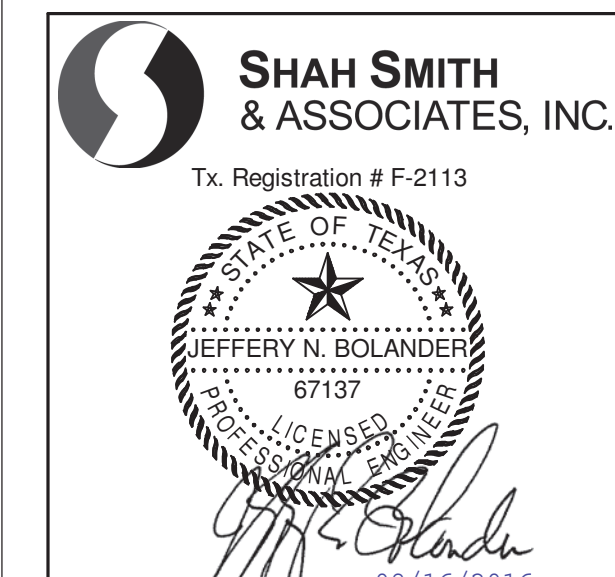 SHAH SMITH
& ASSOCIATES, INC.
Tx. Registration # F-2113
STATE OF TEXAS
JEFFERY N. BOLANDER
67137
LICENSED
PROFESSIONAL ENGINEER